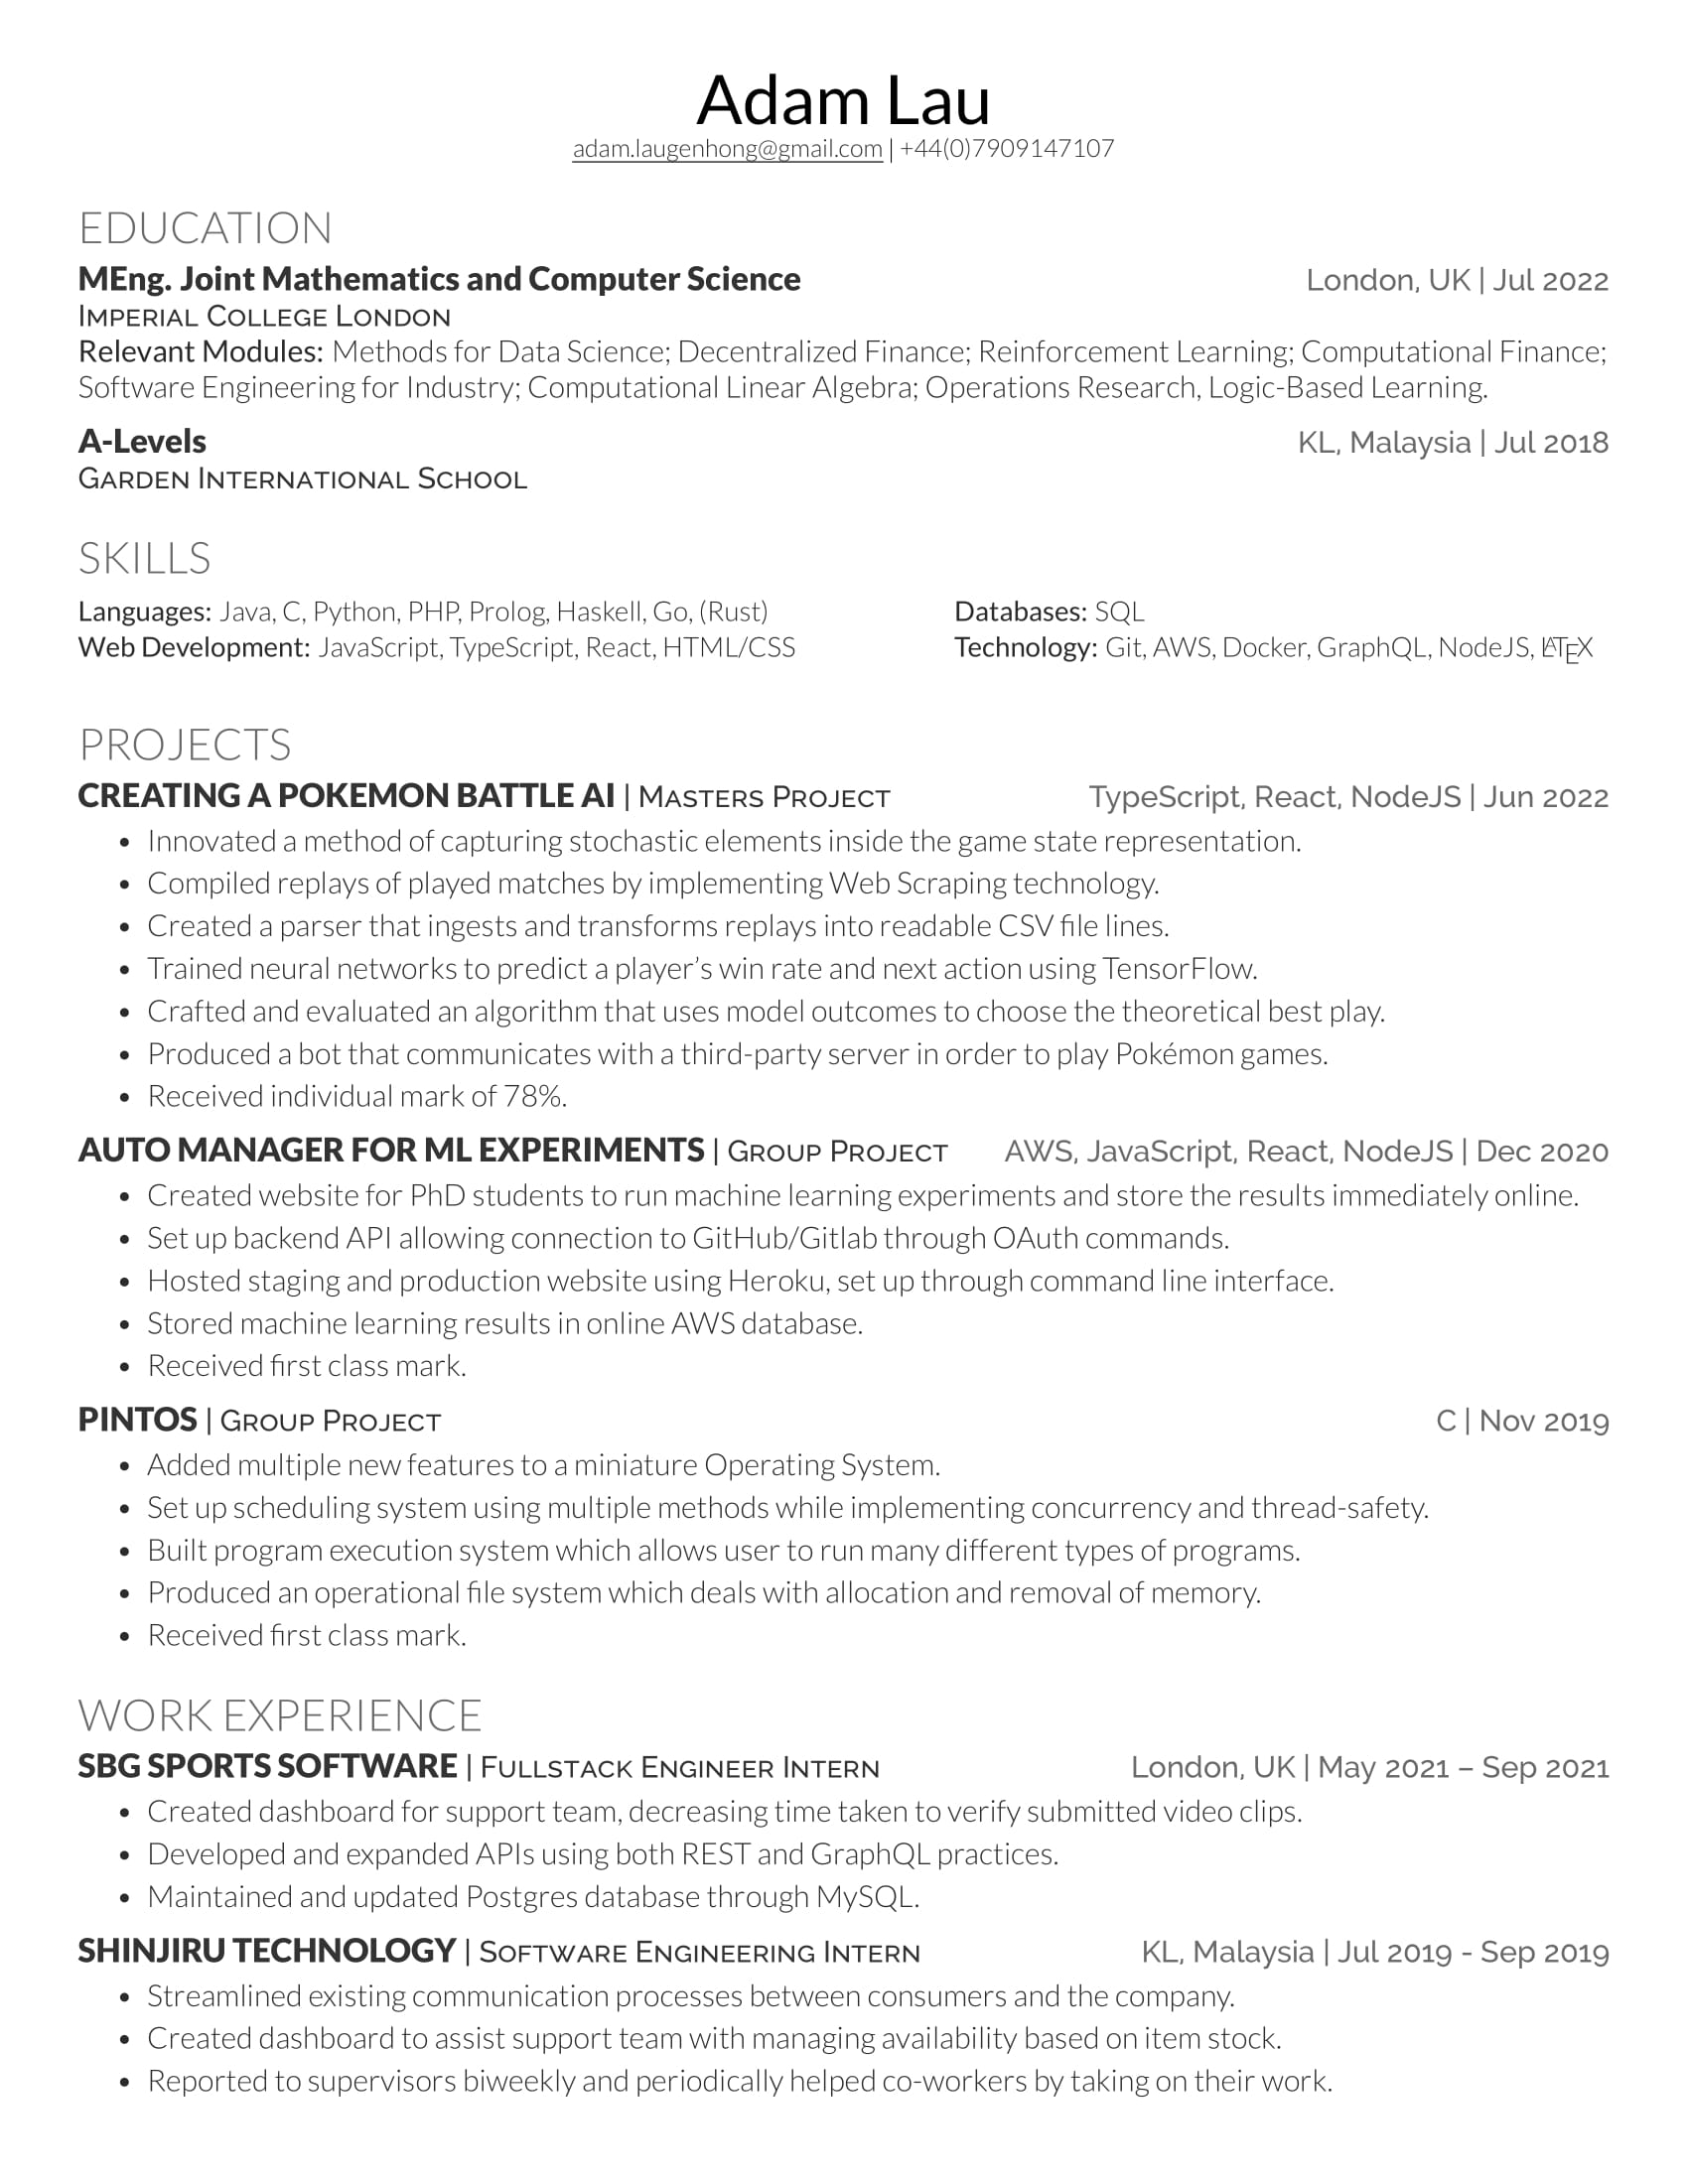 Adam Lau
adam.laugenhong@gmail.com | +44(0)7909147107
EDUCATION
MEng. Joint Mathematics and Computer Science London, UK | Jul 2022
Imperial College London
Relevant Modules: Methods for Data Science; Decentralized Finance; Reinforcement Learning; Computational Finance;
Software Engineering for Industry; Computational Linear Algebra; Operations Research, Logic-Based Learning.
A-Levels KL, Malaysia | Jul 2018
Garden International School
SKILLS
Languages: Java, C, Python, PHP, Prolog, Haskell, Go, (Rust) Databases: SQL
Web Development: JavaScript, TypeScript, React, HTML/CSS Technology: Git, AWS, Docker, GraphQL, NodeJS, LATEX
PROJECTS
CREATING A POKEMON BATTLE AI | Masters Project TypeScript, React, NodeJS | Jun 2022
• Innovated a method of capturing stochastic elements inside the game state representation.
• Compiled replays of played matches by implementing Web Scraping technology.
• Created a parser that ingests and transforms replays into readable CSV file lines.
• Trained neural networks to predict a player's win rate and next action using TensorFlow.
• Crafted and evaluated an algorithm that uses model outcomes to choose the theoretical best play.
• Produced a bot that communicates with a third-party server in order to play Pokémon games.
• Received individual mark of 78%.
AUTO MANAGER FOR ML EXPERIMENTS | Group Project AWS, JavaScript, React, NodeJS | Dec 2020
• Created website for PhD students to run machine learning experiments and store the results immediately online.
• Set up backend API allowing connection to GitHub/Gitlab through OAuth commands.
• Hosted staging and production website using Heroku, set up through command line interface.
• Stored machine learning results in online AWS database.
• Received first class mark.
PINTOS | Group Project C | Nov 2019
• Added multiple new features to a miniature Operating System.
• Set up scheduling system using multiple methods while implementing concurrency and thread-safety.
• Built program execution system which allows user to run many different types of programs.
• Produced an operational file system which deals with allocation and removal of memory.
• Received first class mark.
WORK EXPERIENCE
SBG SPORTS SOFTWARE | Fullstack Engineer Intern London, UK | May 2021 – Sep 2021
• Created dashboard for support team, decreasing time taken to verify submitted video clips.
• Developed and expanded APIs using both REST and GraphQL practices.
• Maintained and updated Postgres database through MySQL.
SHINJIRU TECHNOLOGY | Software Engineering Intern KL, Malaysia | Jul 2019 - Sep 2019
• Streamlined existing communication processes between consumers and the company.
• Created dashboard to assist support team with managing availability based on item stock.
• Reported to supervisors biweekly and periodically helped co-workers by taking on their work.